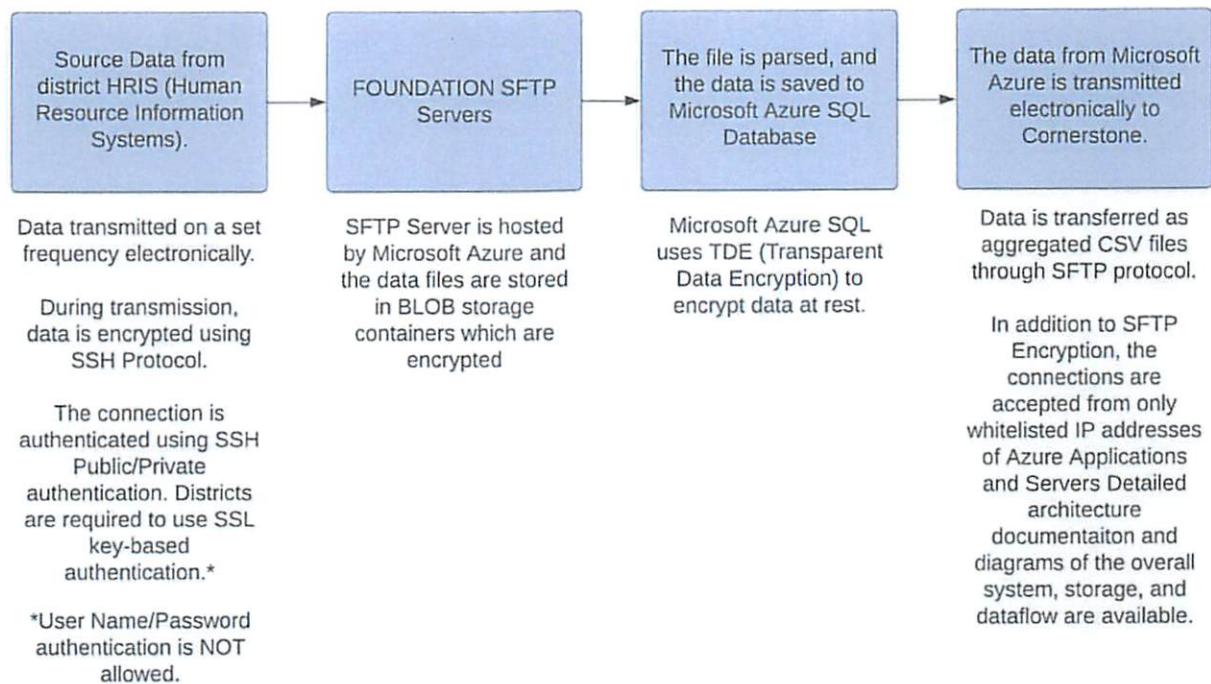 Source Data from
district HRIS (Human
Resource Information
Systems).
FOUNDATION SFTP
Servers
The file is parsed, and
the data is saved to
Microsoft Azure SQL
Database
The data from Microsoft
Azure is transmitted
electronically to
Cornerstone.
Data transmitted on a set
frequency electronically.
During transmission,
data is encrypted using
SSH Protocol.
The connection is
authenticated using SSH
Public/Private
authentication. Districts
are required to use SSL
key-based
authentication.*
*User Name/Password
authentication is NOT
allowed.
SFTP Server is hosted
by Microsoft Azure and
the data files are stored
in BLOB storage
containers which are
encrypted
Microsoft Azure SQL
uses TDE (Transparent
Data Encryption) to
encrypt data at rest.
Data is transferred as
aggregated CSV files
through SFTP protocol.
In addition to SFTP
Encryption, the
connections are
accepted from only
whitelisted IP addresses
of Azure Applications
and Servers Detailed
architecture
documentaiton and
diagrams of the overall
system, storage, and
dataflow are available.